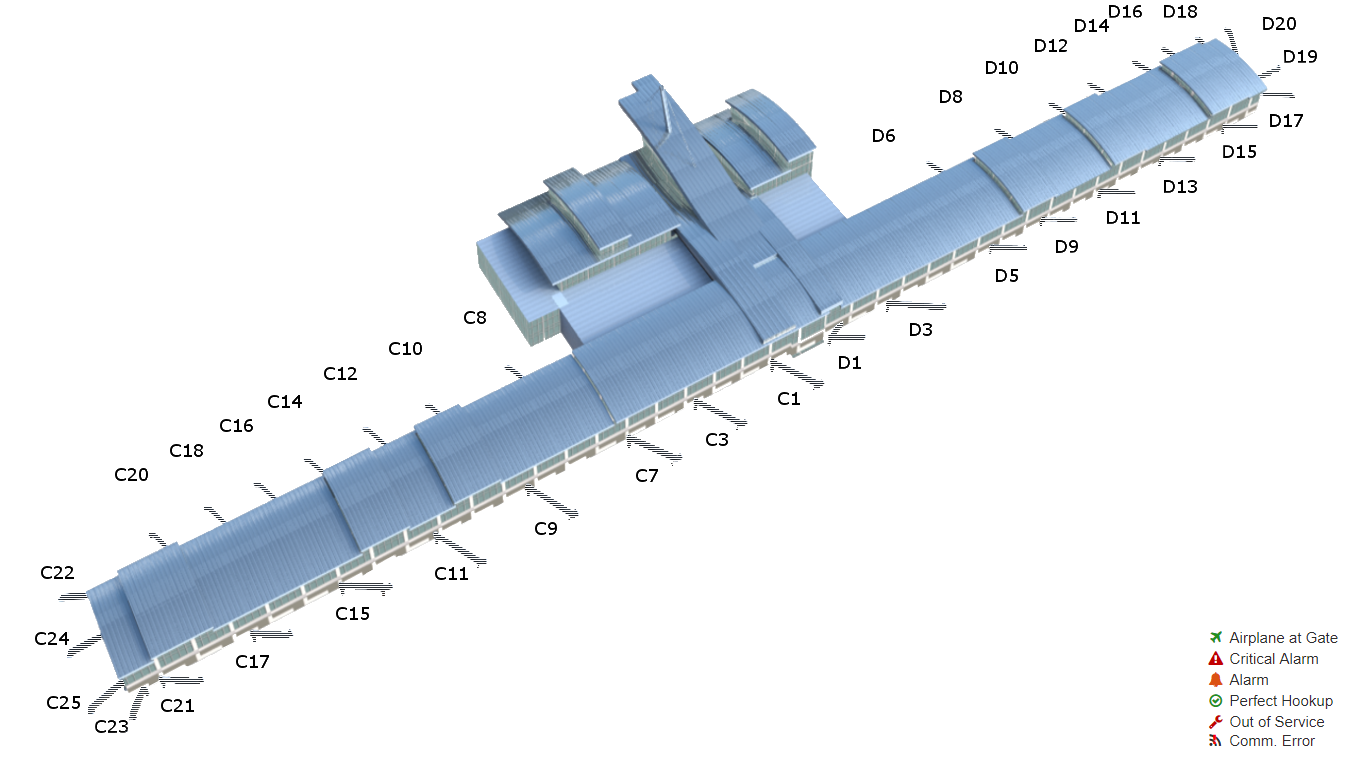 D16 D18
D14
D20
D12
D19
D10
D8
D17
D6
D15
D13
D11
D9
D5
C8
D3
C10
D1
C12
C1
C14
C16
C3
C18
C20
C7
C9
C22
C11
C15
C24
C17
C25
C21
C23
Airplane at Gate
Critical Alarm
Alarm
Perfect Hookup
Out of Service
Comm. Error